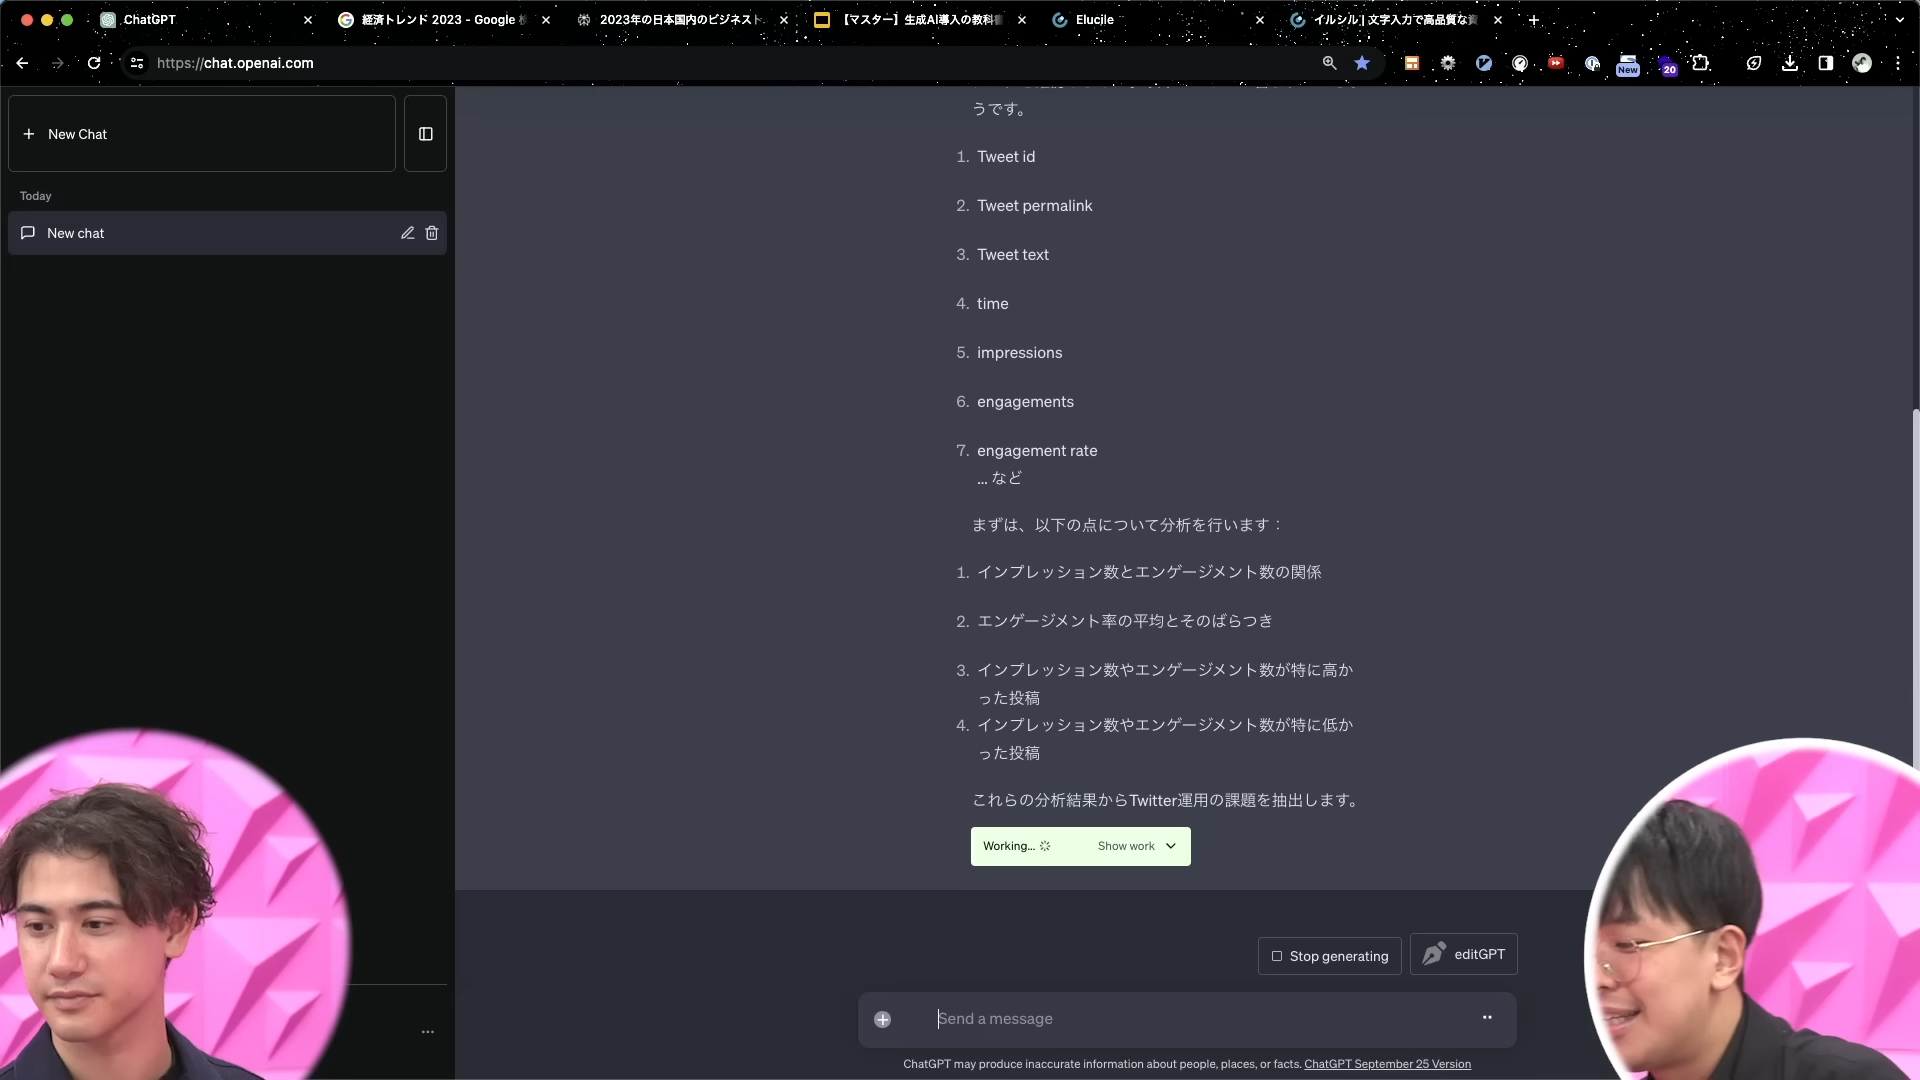 ChatGPT
経済トレンド 2023 - Google 検
2023年の日本国内のビジネスト
【マスター】生成AI導入の教科書
Elucile
イルシル | 文字入力で高品質な資
https://chat.openai.com
New
20
New Chat
Today
New chat
うです。
1. Tweet id
2. Tweet permalink
3. Tweet text
4. time
5. impressions
6. engagements
7. engagement rate
... など
まずは、以下の点について分析を行います：
1. インプレッション数とエンゲージメント数の関係
2. エンゲージメント率の平均とそのばらつき
3. インプレッション数やエンゲージメント数が特に高か
った投稿
4. インプレッション数やエンゲージメント数が特に低か
った投稿
これらの分析結果からTwitter運用の課題を抽出します。
Working... Show work
Stop generating
editGPT
Send a message
ChatGPT may produce inaccurate information about people, places, or facts. ChatGPT September 25 Version